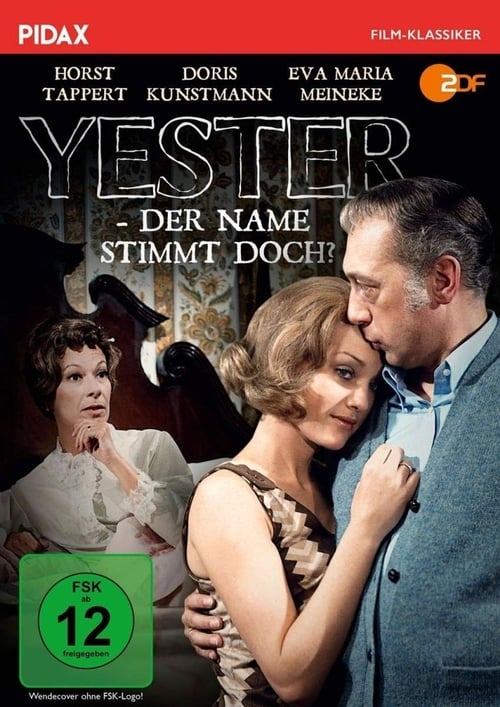 PIDAX
FILM-KLASSIKER
HORST TAPPERT
DORIS KUNSTMANN
EVA MARIA MEINEKE
ZDF
YESTER
- DER NAME
STIMMT DOCH?
FSK
ab
12
freigegeben
Wendecover ohne FSK-Logo!